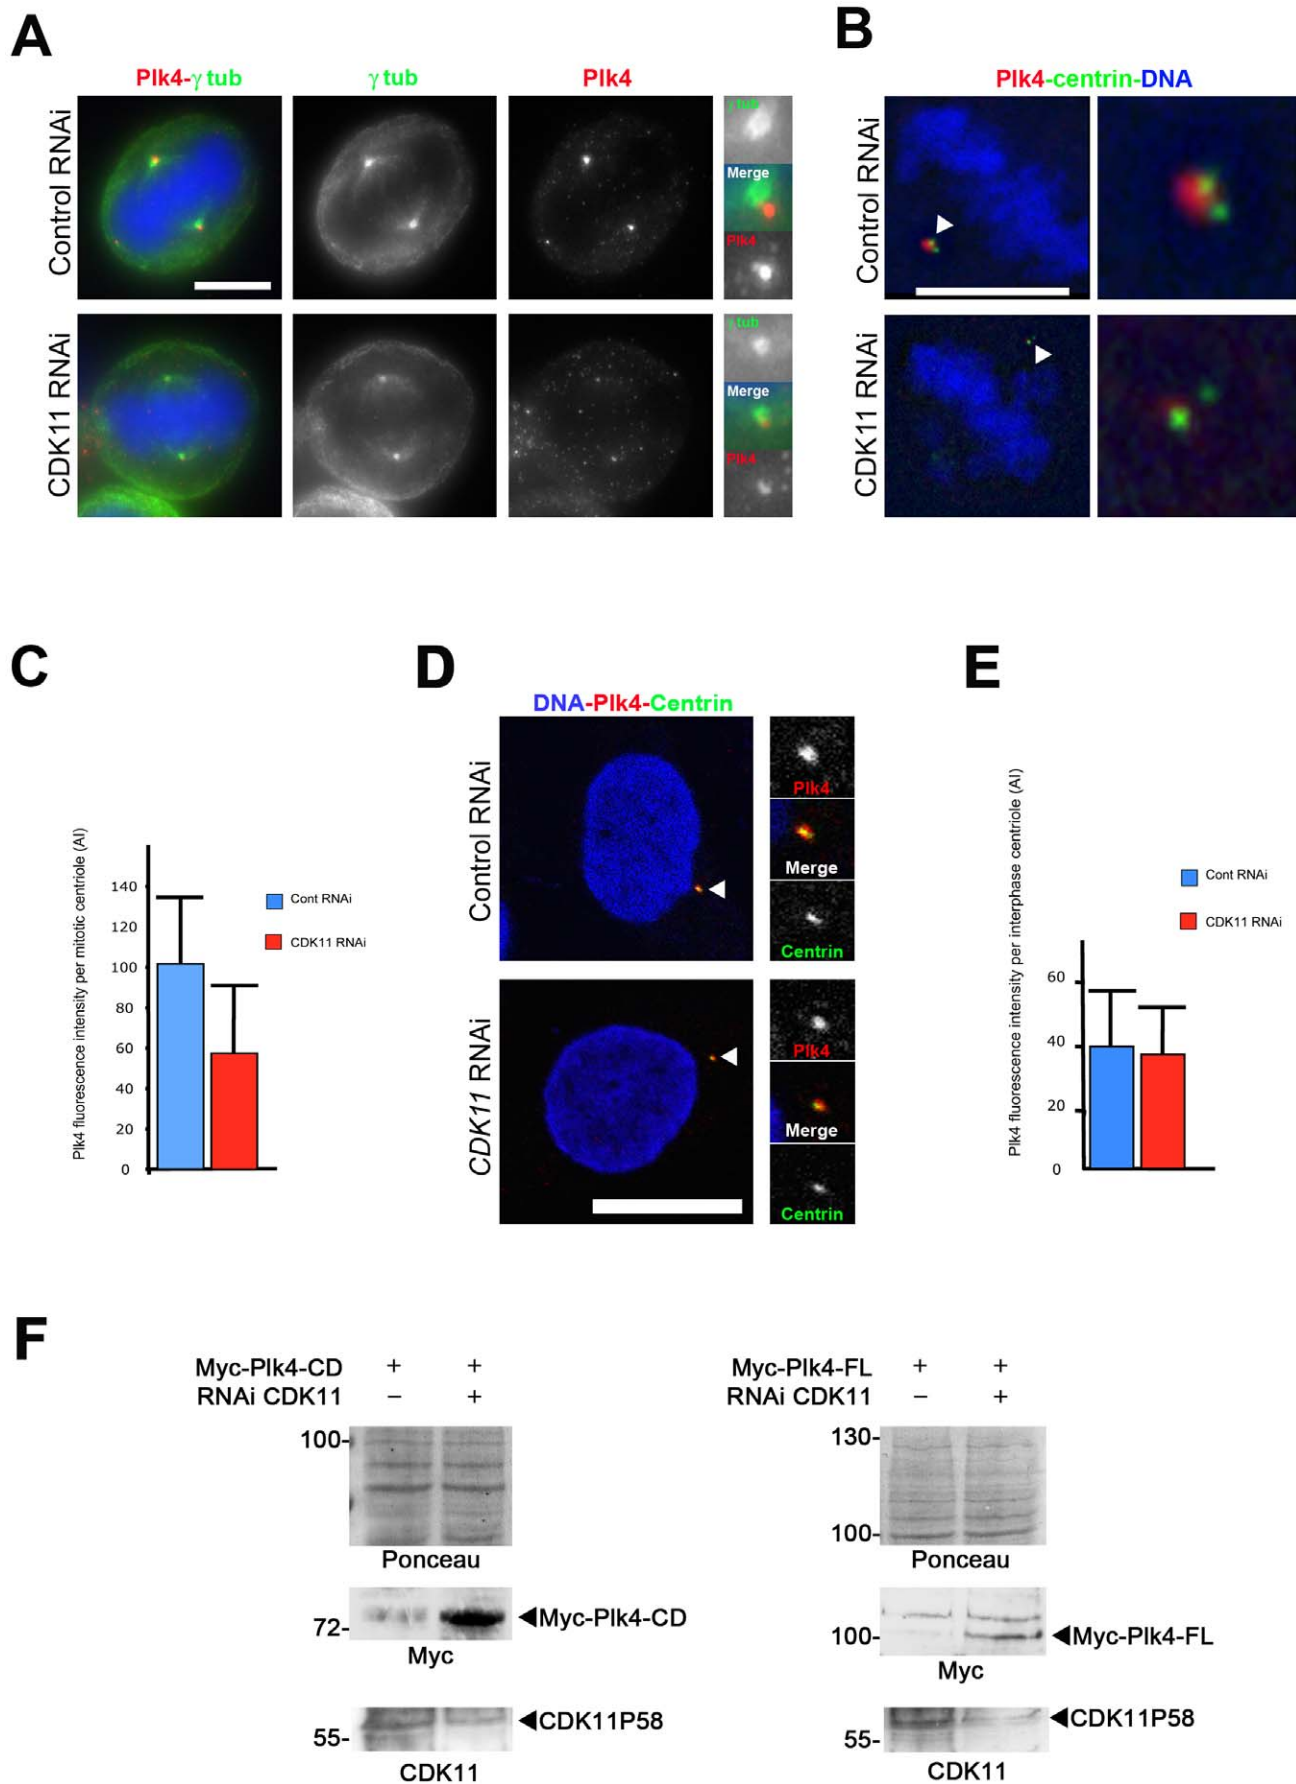 A
Plk4-γ tub
γ tub
Plk4
Control RNAi
γ tub
Merge
Plk4
CDK11 RNAi
γ tub
Merge
Plk4
B
Plk4-centrin-DNA
Control RNAi
CDK11 RNAi
C
Plk4 fluorescence intensity per mitotic centriole (AI)
140
120
100
80
60
40
20
0
Cont RNAi
CDK11 RNAi
D
DNA-Plk4-Centrin
Control RNAi
Plk4
Merge
Centrin
CDK11 RNAi
Plk4
Merge
Centrin
E
Plk4 fluorescence intensity per interphase centriole (AI)
60
40
20
0
Cont RNAi
CDK11 RNAi
F
Myc-Plk4-CD + +
RNAi CDK11 – +
100-
Ponceau
72-
Myc-Plk4-CD
Myc
CDK11P58
55-
CDK11
Myc-Plk4-FL + +
RNAi CDK11 – +
130-
100-
Ponceau
100-
Myc-Plk4-FL
Myc
CDK11P58
55-
CDK11